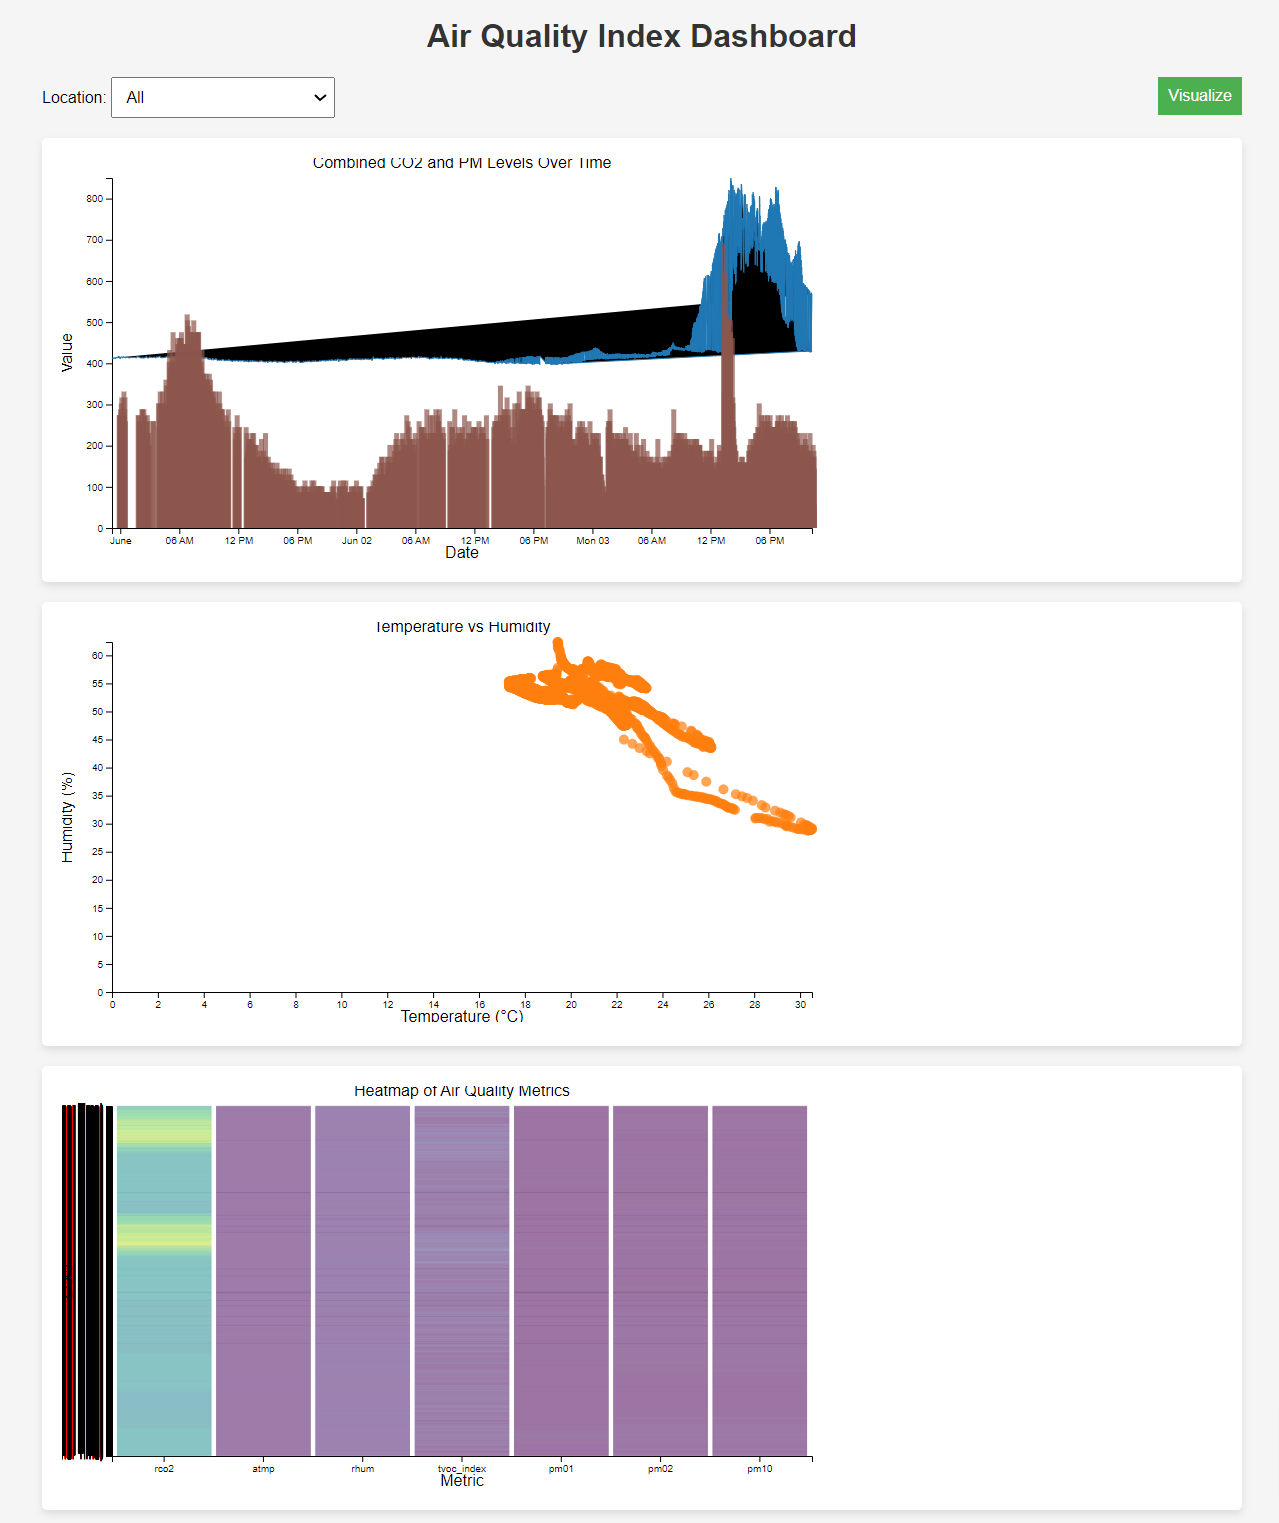 Air Quality Index Dashboard
Location: All
Visualize
Combined CO2 and PM Levels Over Time
Value
800
700
600
500
400
300
200
100
0
June 06 AM 12 PM 06 PM Jun 02 06 AM 12 PM 06 PM Mon 03 06 AM 12 PM 06 PM
Date
Temperature vs Humidity
Humidity (%)
60
55
50
45
40
35
30
25
20
15
10
5
0
0 2 4 6 8 10 12 14 16 18 20 22 24 26 28 30
Temperature (°C)
Heatmap of Air Quality Metrics
rco2 atmp rhum tvoc_index pm01 pm02 pm10
Metric